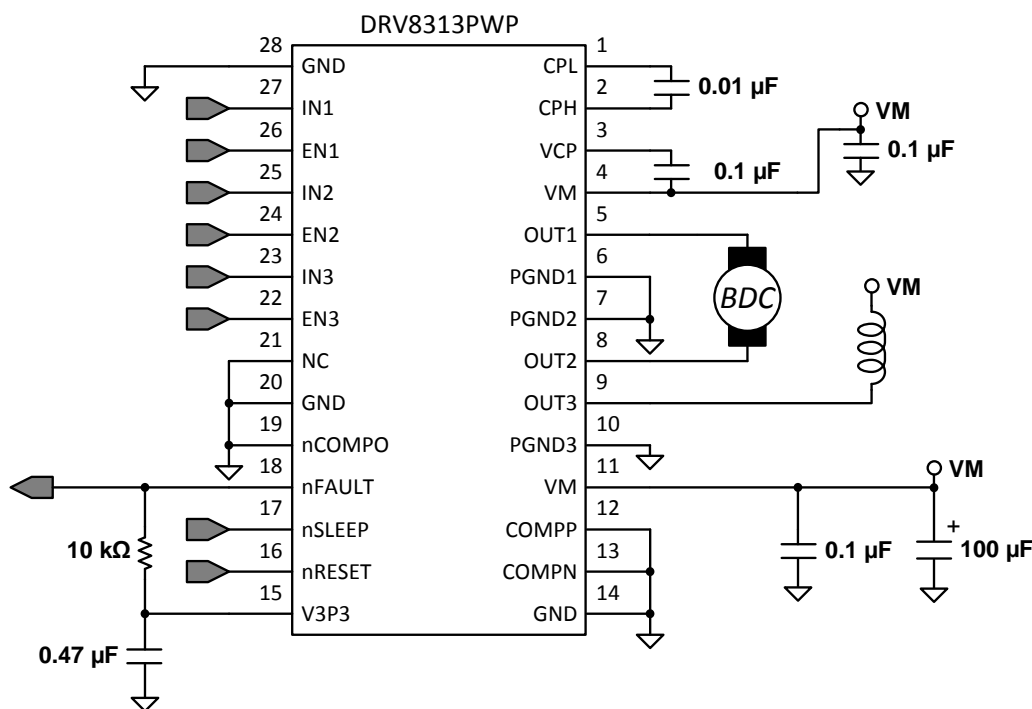 DRV8313PWP
28 GND CPL 1
0.01 µF
27 IN1 CPH 2
VM
26 EN1 VCP 3
0.1 µF
0.1 µF
25 IN2 VM 4
24 EN2 OUT1 5
23 IN3 PGND1 6
BDC
VM
22 EN3 PGND2 7
21 NC OUT2 8
20 GND OUT3 9
19 nCOMPO PGND3 10
18 nFAULT VM 11
VM
17 nSLEEP COMPP 12
10 kΩ
0.1 µF
+
100 µF
16 nRESET COMPN 13
15 V3P3 GND 14
0.47 µF